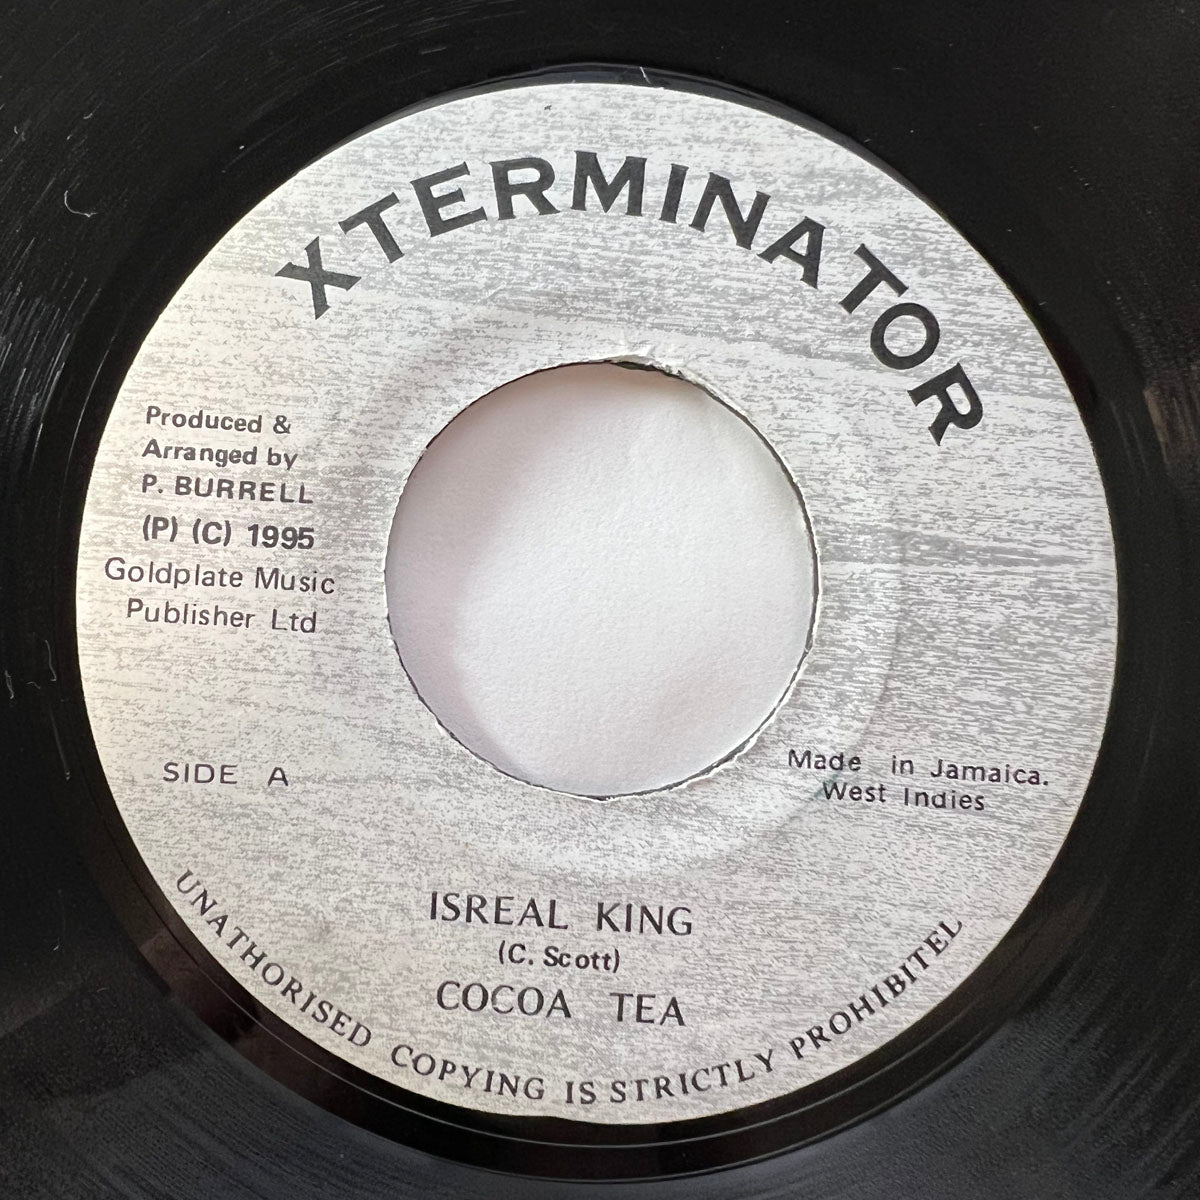 XTERMINATOR
Produced &
Arranged by
P. BURRELL
(P) (C) 1995
Goldplate Music
Publisher Ltd
SIDE A
Made in Jamaica.
West Indies
ISREAL KING
(C. Scott)
COCOA TEA
UNATHORISED COPYING IS STRICTLY PROHIBITEL